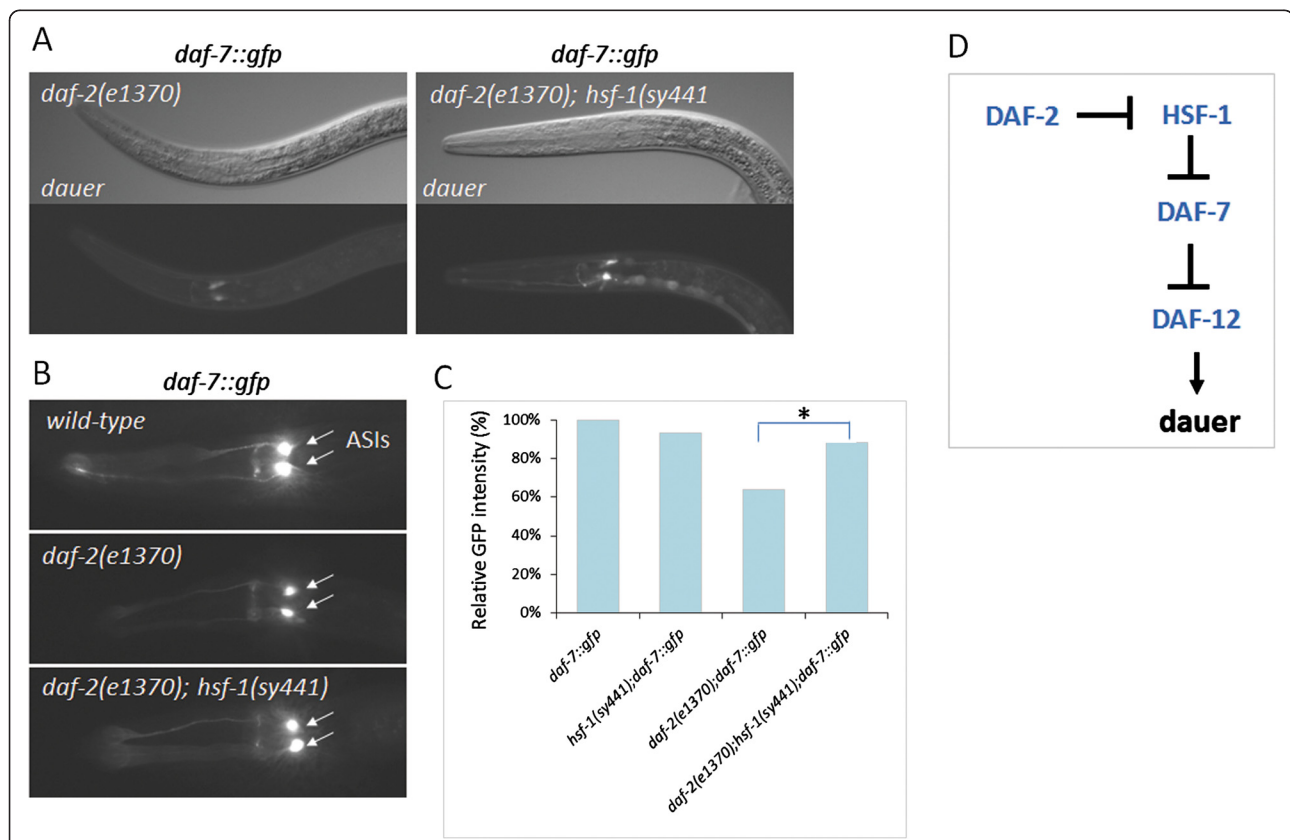 A
daf-7::gfp
daf-7::gfp
daf-2(e1370)
daf-2(e1370); hsf-1(sy441
dauer
dauer
B
daf-7::gfp
wild-type
ASIs
daf-2(e1370)
daf-2(e1370); hsf-1(sy441)
C
Relative GFP intensity (%)
100%
80%
60%
40%
20%
0%
*
daf-7::gfp
hsf-1(sy441);daf-7::gfp
daf-2(e1370);daf-7::gfp
daf-2(e1370);hsf-1(sy441);daf-7::gfp
D
DAF-2
HSF-1
DAF-7
DAF-12
dauer